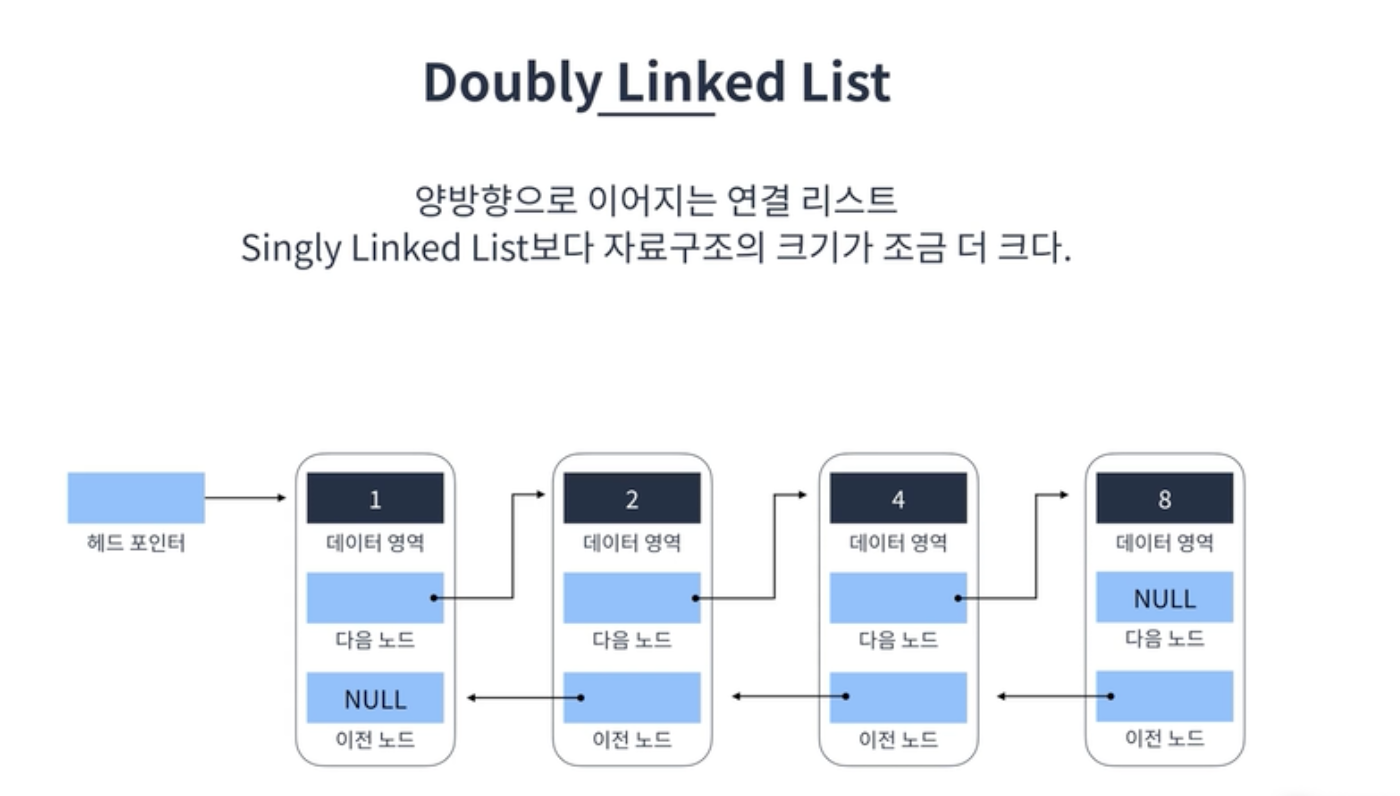 Doubly Linked List
양방향으로 이어지는 연결 리스트
Singly Linked List보다 자료구조의 크기가 조금 더 크다.
헤드 포인터
1
데이터 영역
다음 노드
NULL
이전 노드
2
데이터 영역
다음 노드
이전 노드
4
데이터 영역
다음 노드
이전 노드
8
데이터 영역
NULL
다음 노드
이전 노드